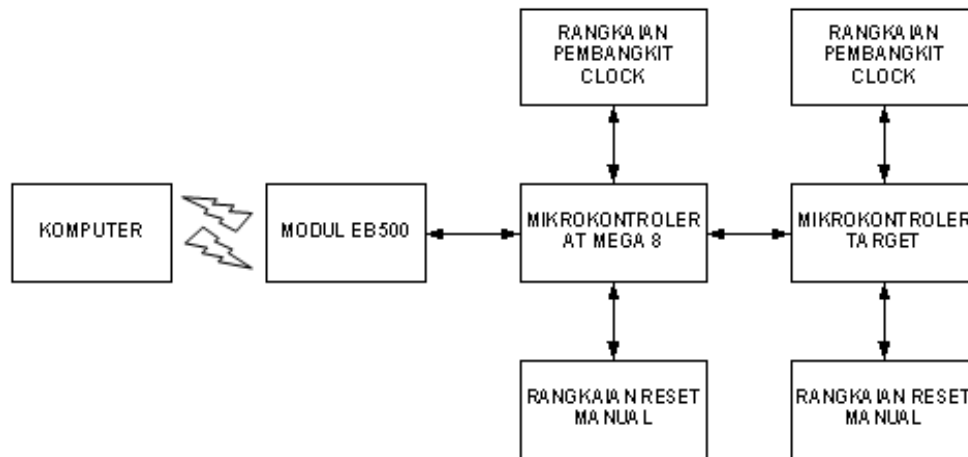 RANGKAIAN
PEMBANGKIT
CLOCK
RANGKAIAN
PEMBANGKIT
CLOCK
KOMPUTER
MODUL EB500
MIKROKONTROLER
AT MEGA 8
MIKROKONTROLER
TARGET
RANGKAIAN RESET
MANUAL
RANGKAIAN RESET
MANUAL